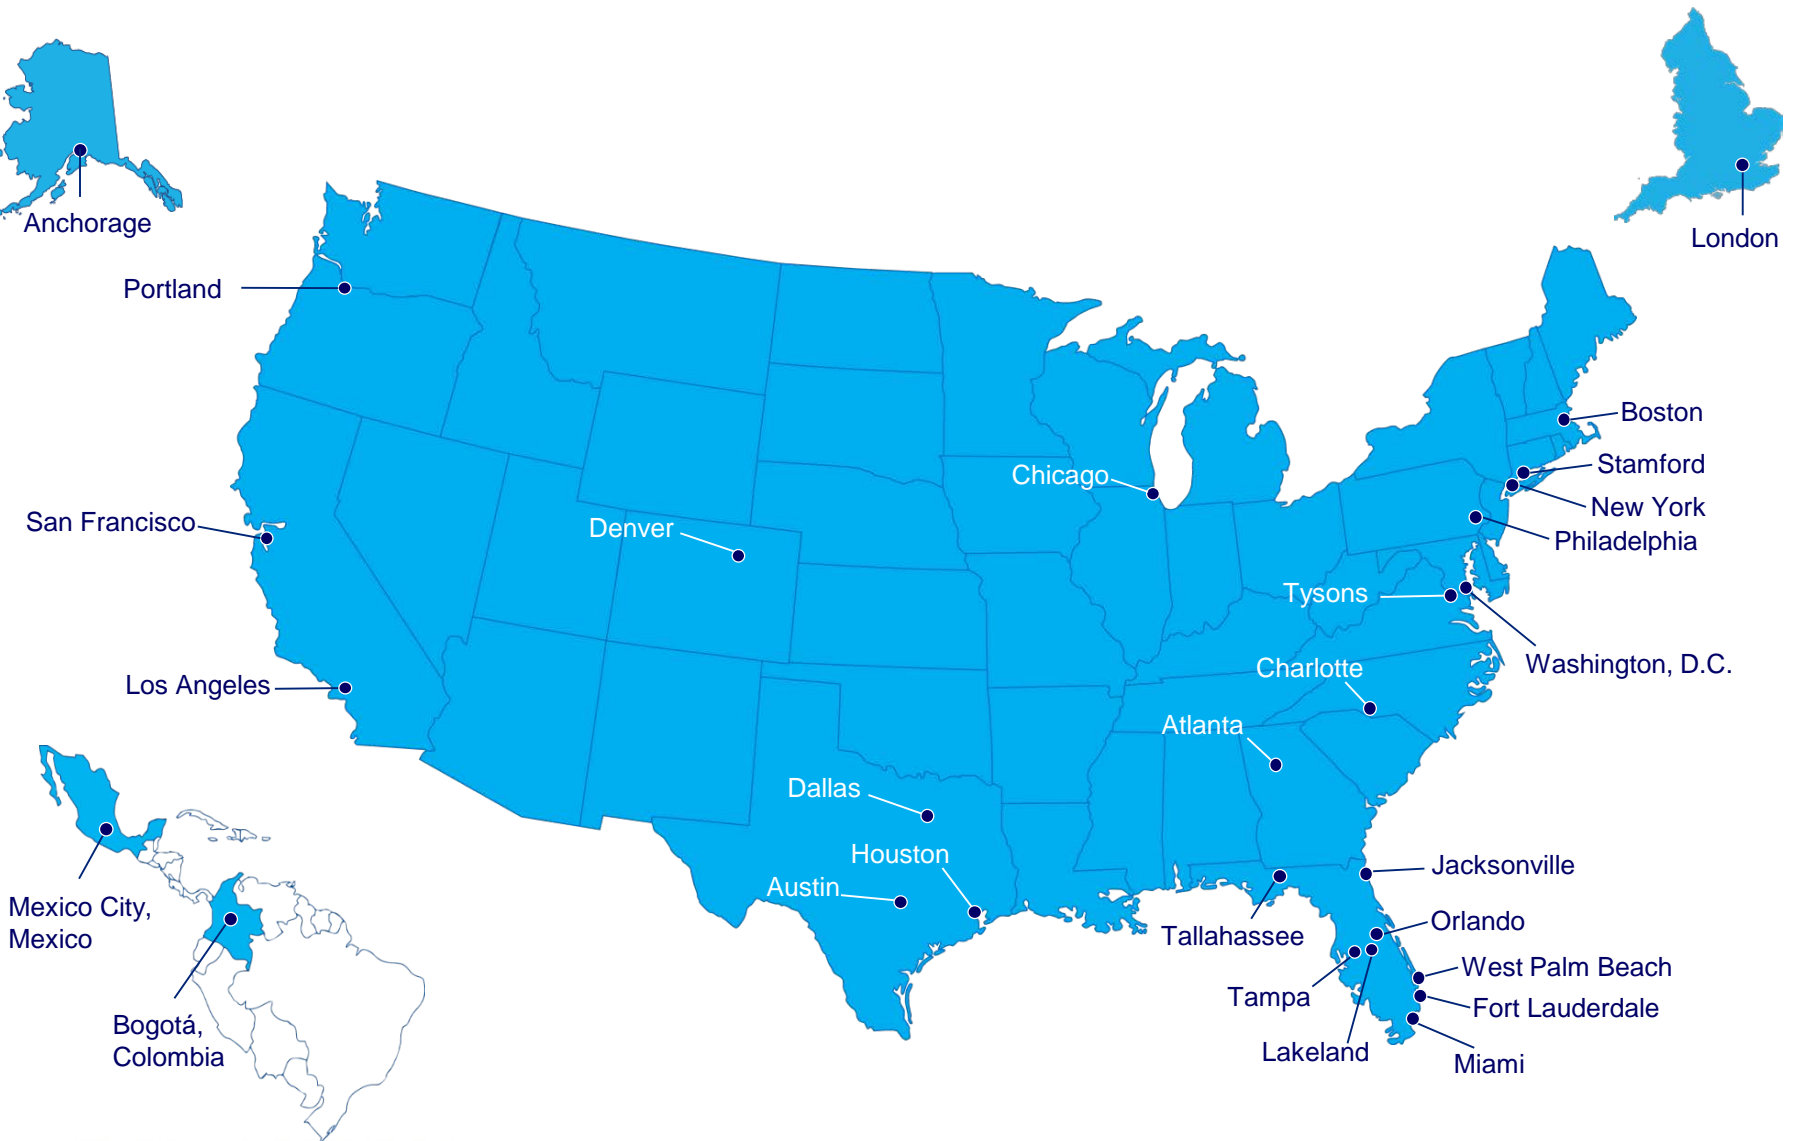 Anchorage
London
Portland
Boston
Stamford
Chicago
New York
San Francisco
Denver
Philadelphia
Tysons
Washington, D.C.
Charlotte
Los Angeles
Atlanta
Dallas
Houston
Jacksonville
Austin
Mexico City,
Mexico
Orlando
Tallahassee
West Palm Beach
Tampa
Fort Lauderdale
Bogotá,
Colombia
Lakeland
Miami